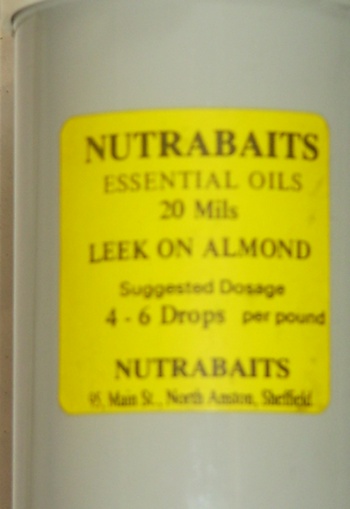 NUTRABAITS
ESSENTIAL OILS
20 Mils
LEEK ON ALMOND
Suggested Dosage
4 - 6 Drops per pound
NUTRABAITS
95, Main St., North Anston, Sheffield